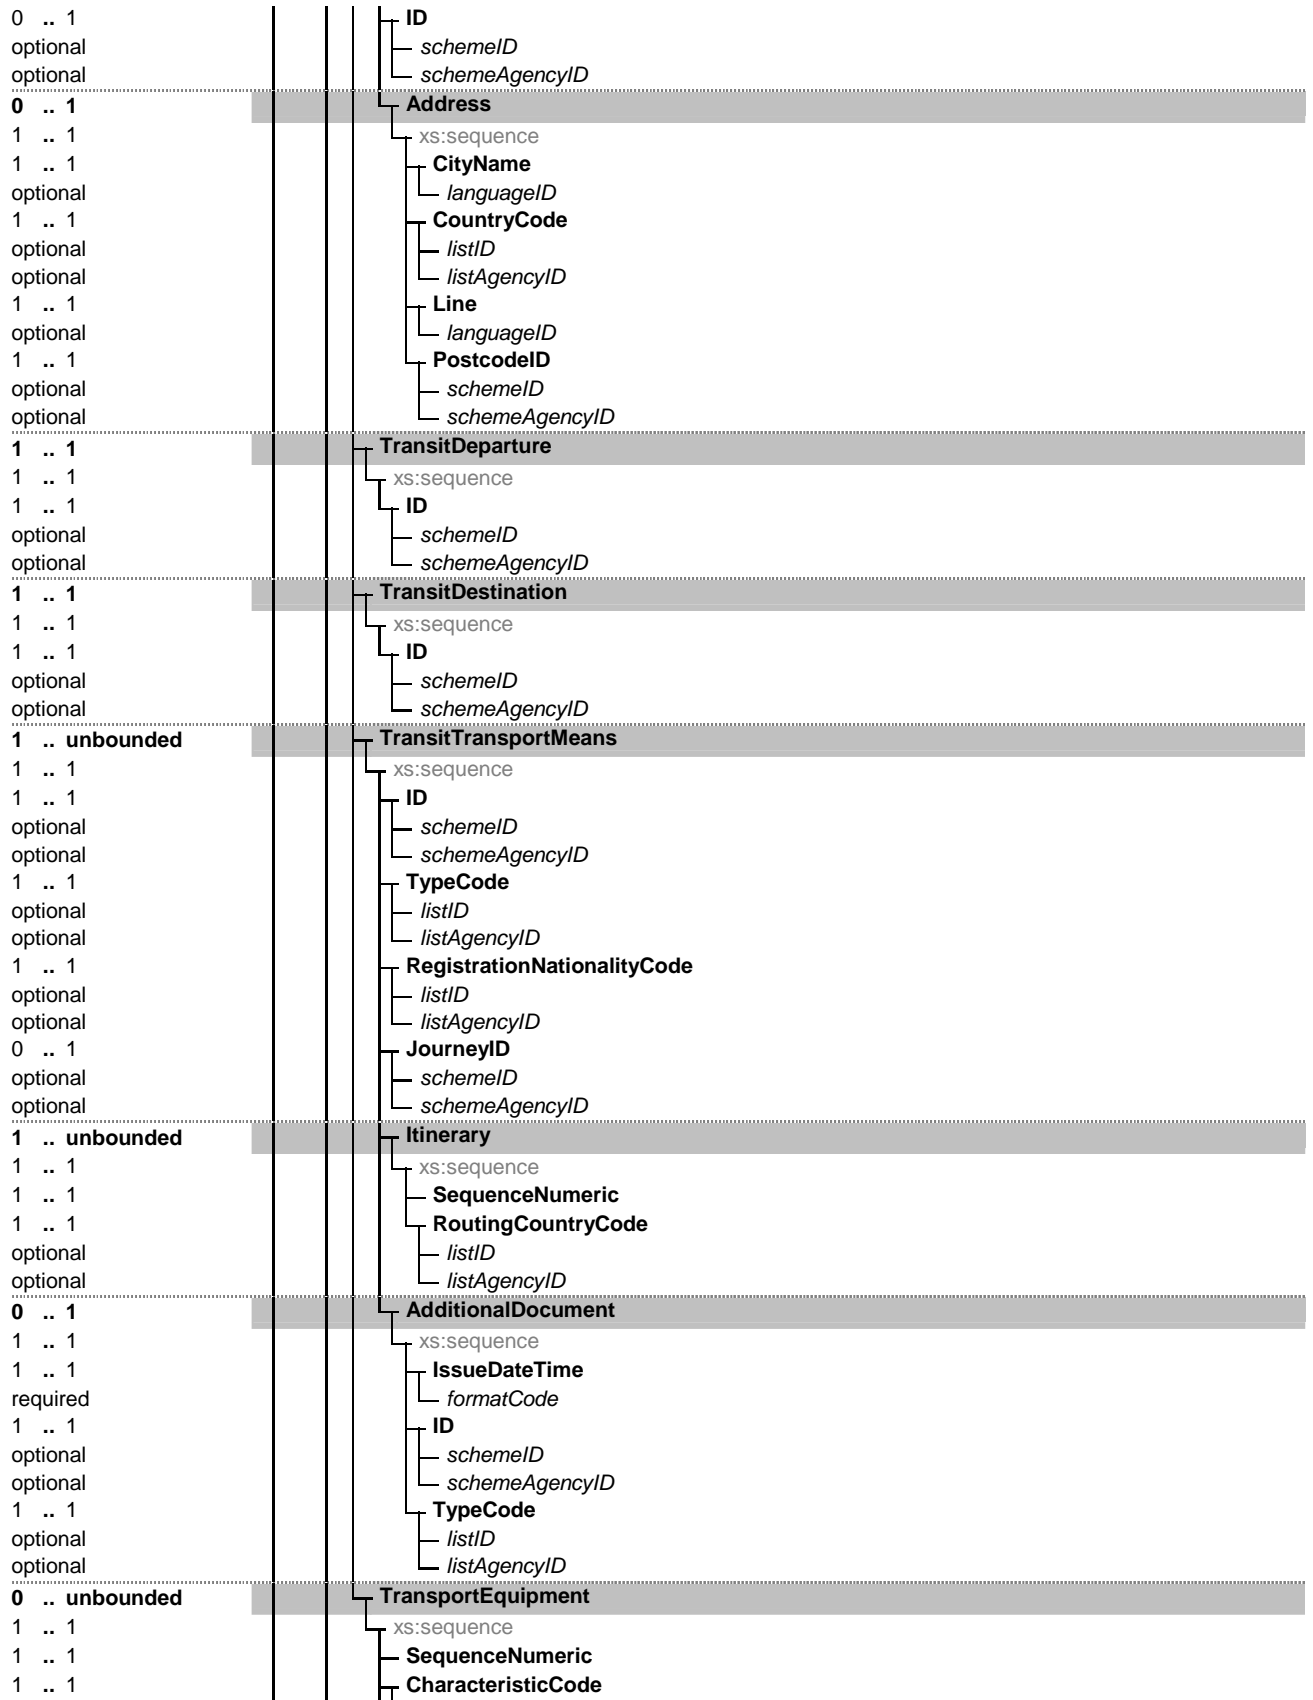 0 .. 1 ID
optional schemeID
optional schemeAgencyID
0 .. 1 Address
1 .. 1 xs:sequence
1 .. 1 CityName
optional languageID
1 .. 1 CountryCode
optional listID
optional listAgencyID
1 .. 1 Line
optional languageID
1 .. 1 PostcodeID
optional schemeID
optional schemeAgencyID
1 .. 1 TransitDeparture
1 .. 1 xs:sequence
1 .. 1 ID
optional schemeID
optional schemeAgencyID
1 .. 1 TransitDestination
1 .. 1 xs:sequence
1 .. 1 ID
optional schemeID
optional schemeAgencyID
1 .. unbounded TransitTransportMeans
1 .. 1 xs:sequence
1 .. 1 ID
optional schemeID
optional schemeAgencyID
1 .. 1 TypeCode
optional listID
optional listAgencyID
1 .. 1 RegistrationNationalityCode
optional listID
optional listAgencyID
0 .. 1 JourneyID
optional schemeID
optional schemeAgencyID
1 .. unbounded Itinerary
1 .. 1 xs:sequence
1 .. 1 SequenceNumeric
1 .. 1 RoutingCountryCode
optional listID
optional listAgencyID
0 .. 1 AdditionalDocument
1 .. 1 xs:sequence
1 .. 1 IssueDateTime
required formatCode
1 .. 1 ID
optional schemeID
optional schemeAgencyID
1 .. 1 TypeCode
optional listID
optional listAgencyID
0 .. unbounded TransportEquipment
1 .. 1 xs:sequence
1 .. 1 SequenceNumeric
1 .. 1 CharacteristicCode